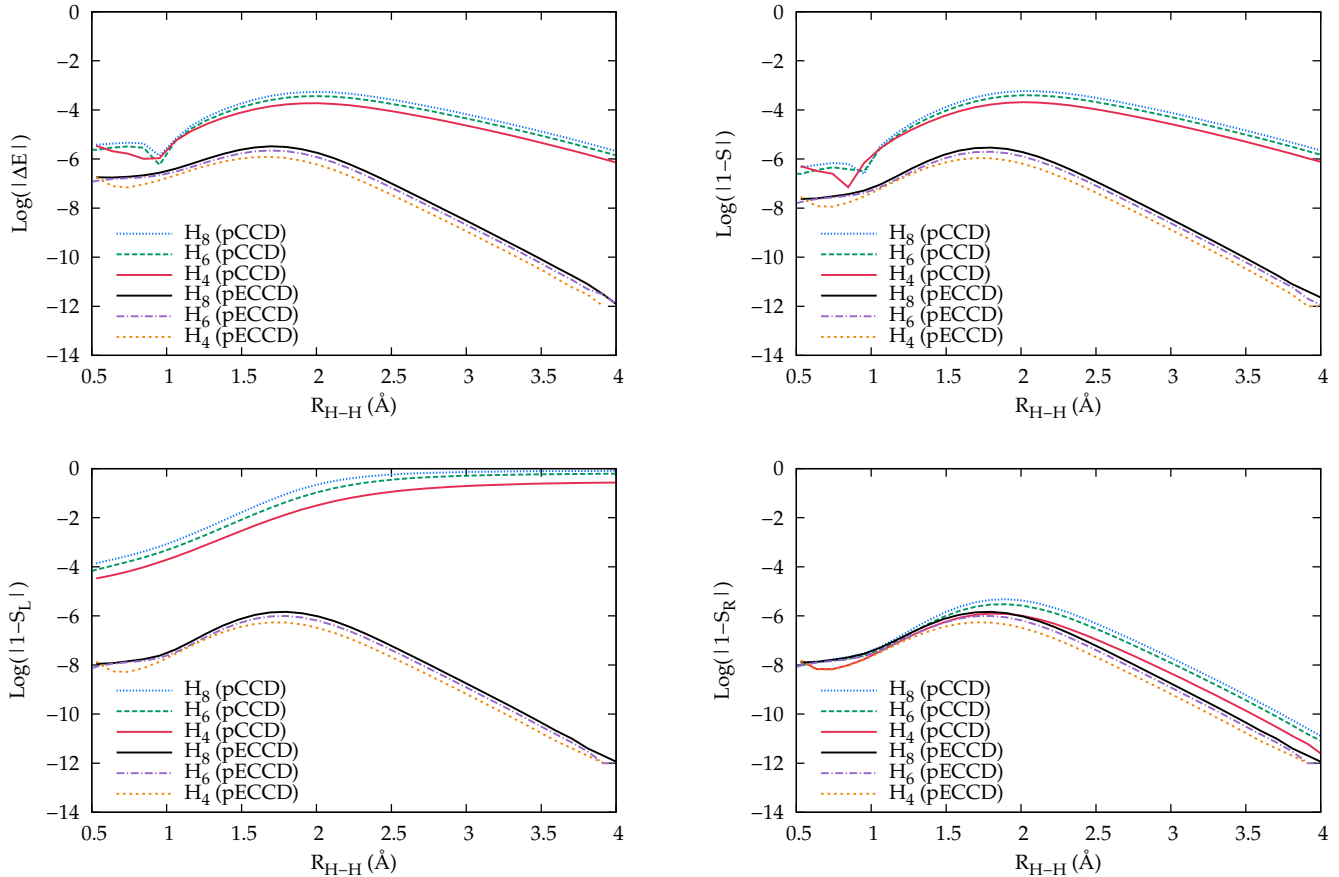 0
−2
−4
−6
−8
−10
−12
−14
0.5 1 1.5 2 2.5 3 3.5 4
Log(|ΔE|)
R_H−H (Å)
H8 (pCCD)
H6 (pCCD)
H4 (pCCD)
H8 (pECCD)
H6 (pECCD)
H4 (pECCD)
0
−2
−4
−6
−8
−10
−12
−14
0.5 1 1.5 2 2.5 3 3.5 4
Log(|1−S|)
R_H−H (Å)
H8 (pCCD)
H6 (pCCD)
H4 (pCCD)
H8 (pECCD)
H6 (pECCD)
H4 (pECCD)
0
−2
−4
−6
−8
−10
−12
−14
0.5 1 1.5 2 2.5 3 3.5 4
Log(|1−S_L|)
R_H−H (Å)
H8 (pCCD)
H6 (pCCD)
H4 (pCCD)
H8 (pECCD)
H6 (pECCD)
H4 (pECCD)
0
−2
−4
−6
−8
−10
−12
−14
0.5 1 1.5 2 2.5 3 3.5 4
Log(|1−S_R|)
R_H−H (Å)
H8 (pCCD)
H6 (pCCD)
H4 (pCCD)
H8 (pECCD)
H6 (pECCD)
H4 (pECCD)